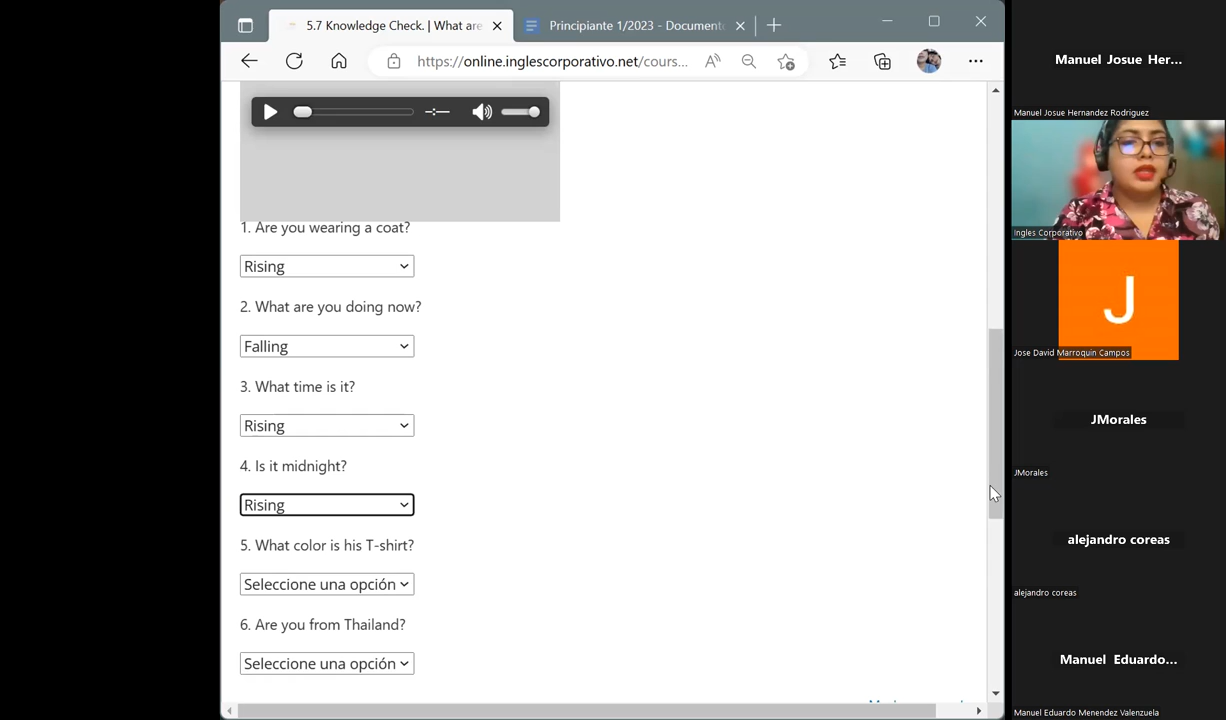 5.7 Knowledge Check. | What are
Principiante 1/2023 - Document
https://online.inglescorporativo.net/cours...
1. Are you wearing a coat?
Rising
2. What are you doing now?
Falling
3. What time is it?
Rising
4. Is it midnight?
Rising
5. What color is his T-shirt?
Seleccione una opción
6. Are you from Thailand?
Seleccione una opción
Manuel Josue Her...
Manuel Josue Hernandez Rodriguez
Ingles Corporativo
J
Jose David Marroquin Campos
JMorales
JMorales
alejandro coreas
alejandro coreas
Manuel Eduardo...
Manuel Eduardo Menendez Valenzuela